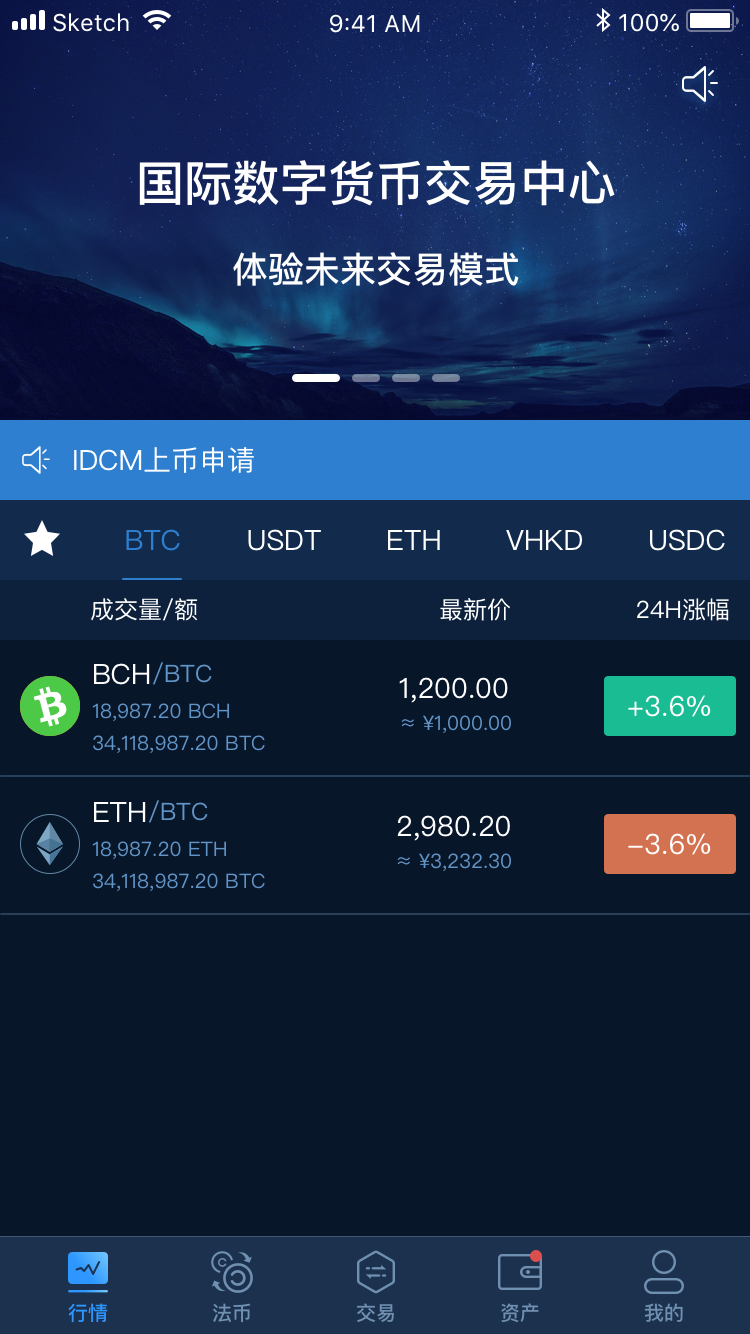 Sketch 9:41 AM 100%
国际数字货币交易中心
体验未来交易模式
IDCM上币申请
BTC USDT ETH VHKD USDC
成交量/额 最新价 24H涨幅
BCH/BTC
18,987.20 BCH
34,118,987.20 BTC
1,200.00
≈ ¥1,000.00
+3.6%
ETH/BTC
18,987.20 ETH
34,118,987.20 BTC
2,980.20
≈ ¥3,232.30
−3.6%
行情 法币 交易 资产 我的